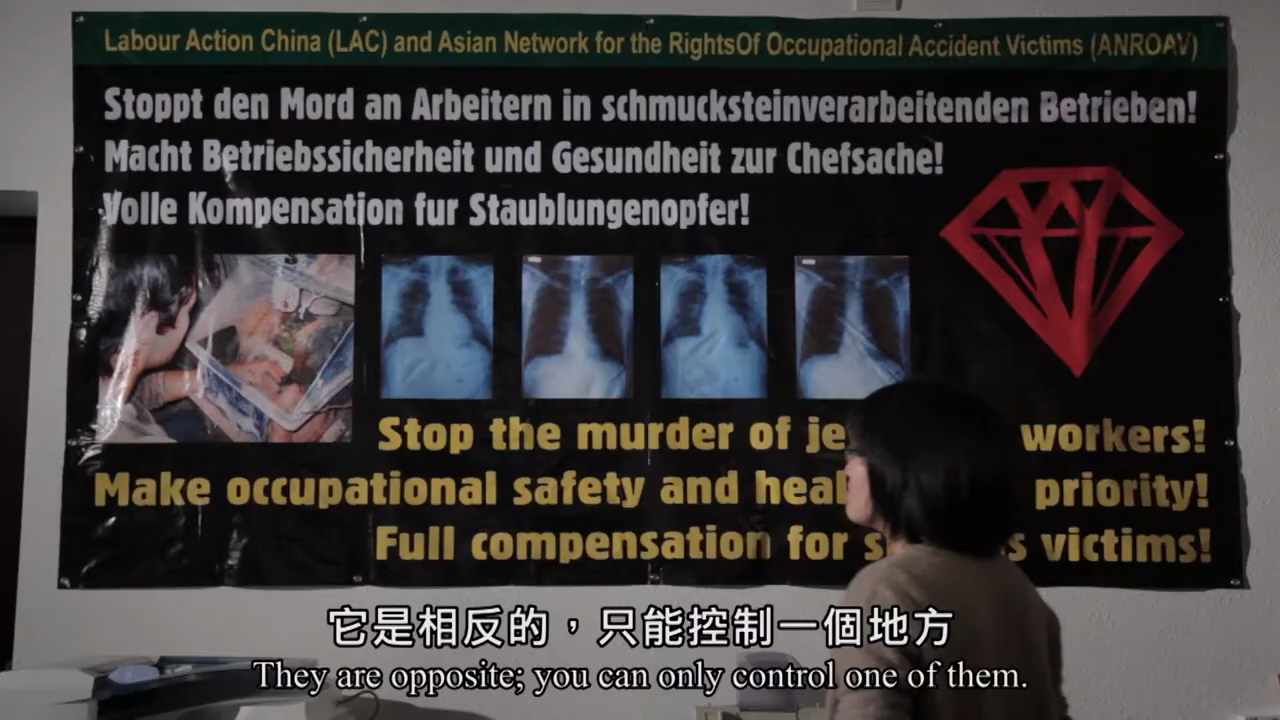 Labour Action China (LAC) and Asian Network for the RightsOf Occupational Accident Victims (ANROAV)
Stoppt den Mord an Arbeitern in schmucksteinverarbeitenden Betrieben!
Macht Betriebssicherheit und Gesundheit zur Chefsache!
Volle Kompensation fur Staublungenopfer!
Stop the murder of workers!
Make occupational safety and priority!
Full compensation for victims!
它是相反的，只能控制一個地方
They are opposite; you can only control one of them.